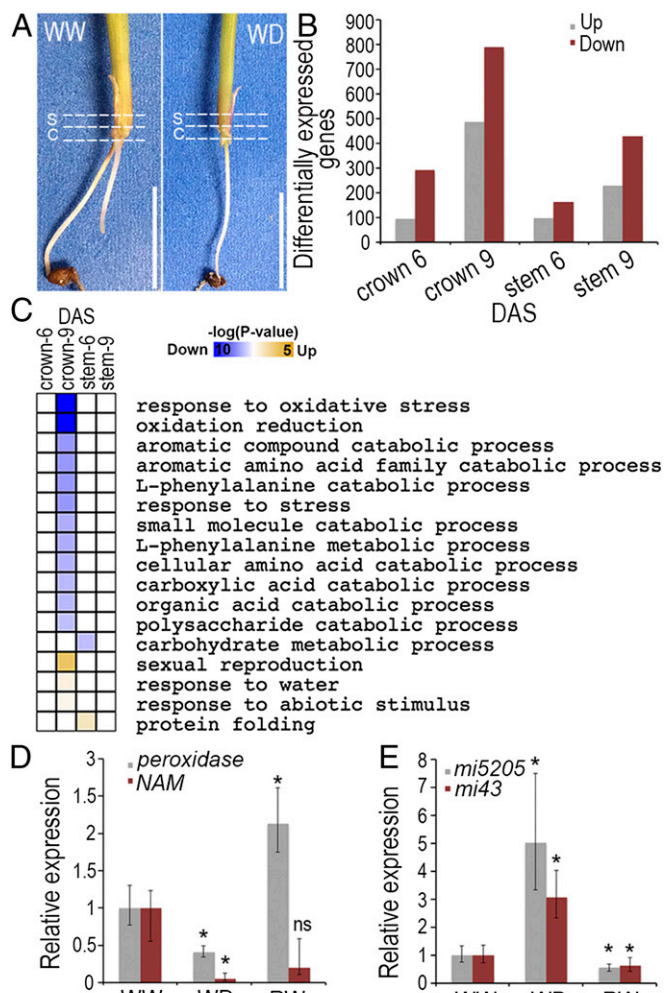 A
WW
WD
S
C
B
Differentially expressed
genes
900
800
700
600
500
400
300
200
100
0
Up
Down
crown 6
crown 9
stem 6
stem 9
DAS
C
DAS
crown-6
crown-9
stem-6
stem-9
-log(P-value)
Down 10 5 Up
response to oxidative stress
oxidation reduction
aromatic compound catabolic process
aromatic amino acid family catabolic process
L-phenylalanine catabolic process
response to stress
small molecule catabolic process
L-phenylalanine metabolic process
cellular amino acid catabolic process
carboxylic acid catabolic process
organic acid catabolic process
polysaccharide catabolic process
carbohydrate metabolic process
sexual reproduction
response to water
response to abiotic stimulus
protein folding
D
Relative expression
3
1.5
2
1.5
1
0.5
0
peroxidase
NAM
*
*
*
ns
WW
E
Relative expression
8
7
6
5
4
3
2
1
0
mi5205
mi43
*
*
*
*